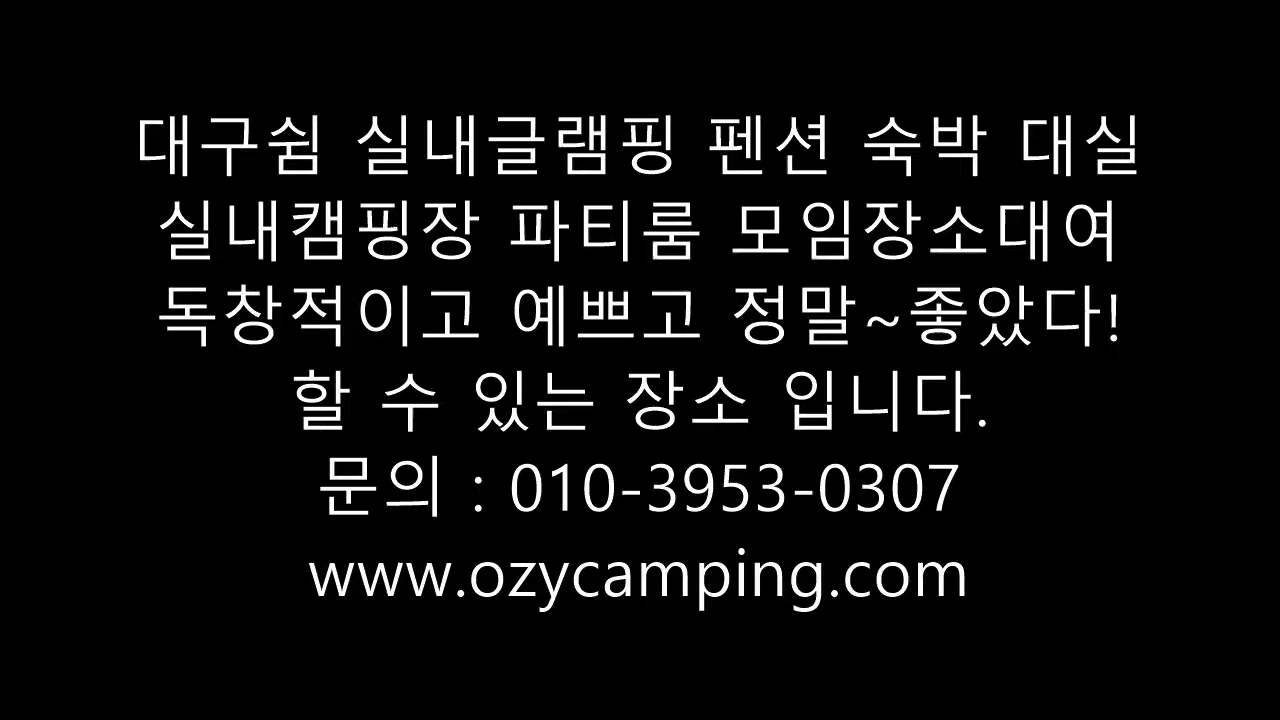 대구쉼 실내글램핑 펜션 숙박 대실
실내캠핑장 파티룸 모임장소대여
독창적이고 예쁘고 정말~좋았다!
할 수 있는 장소 입니다.
문의 : 010-3953-0307
www.ozycamping.com